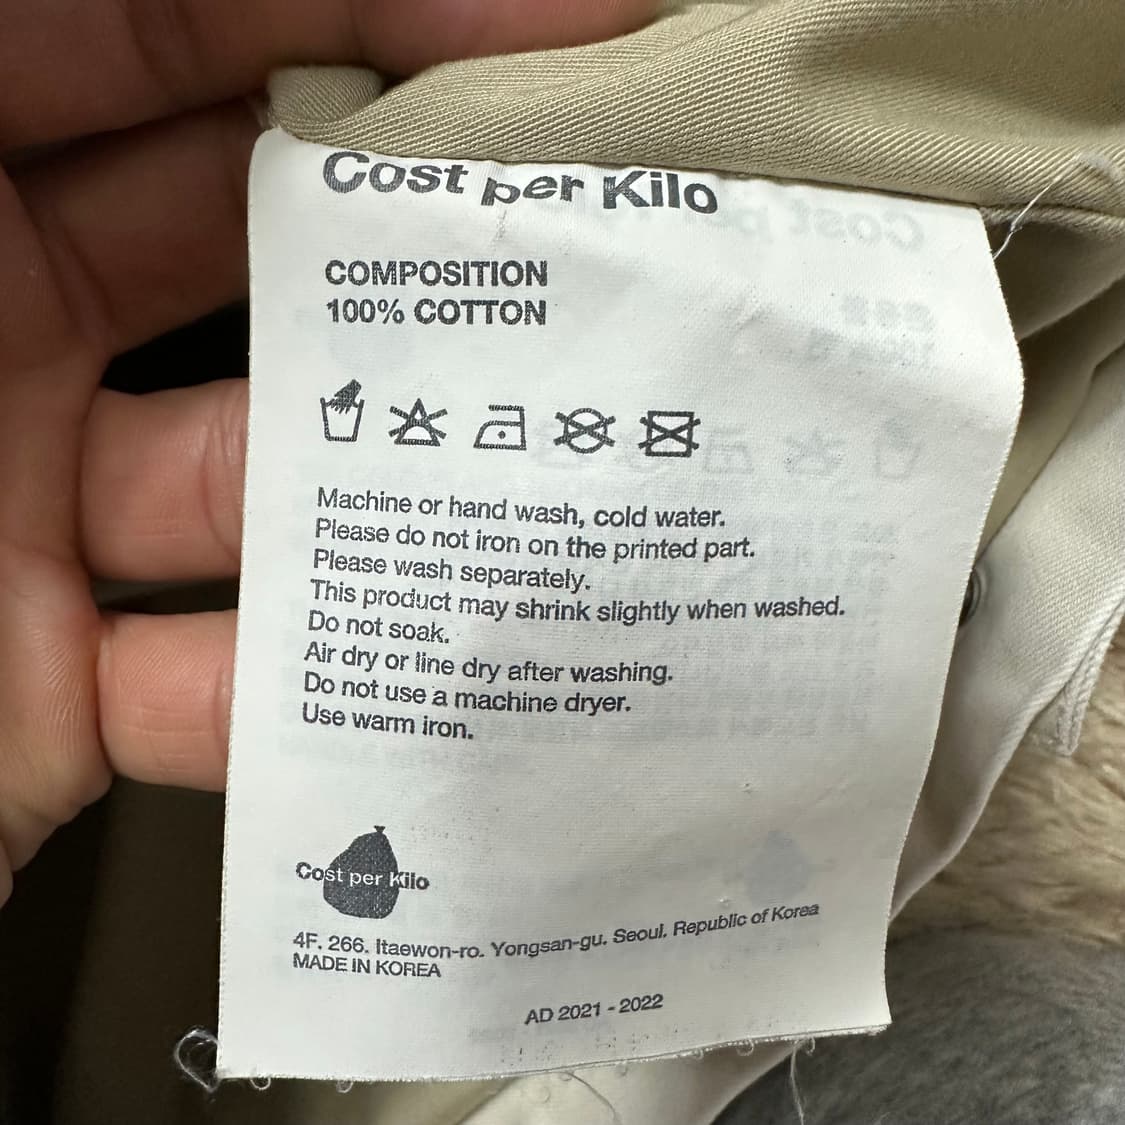 Cost per Kilo
COMPOSITION
100% COTTON
Machine or hand wash, cold water.
Please do not iron on the printed part.
Please wash separately.
This product may shrink slightly when washed.
Do not soak.
Air dry or line dry after washing.
Do not use a machine dryer.
Use warm iron.
Cost per Kilo
4F. 266. Itaewon-ro. Yongsan-gu. Seoul. Republic of Korea
MADE IN KOREA
AD 2021 - 2022